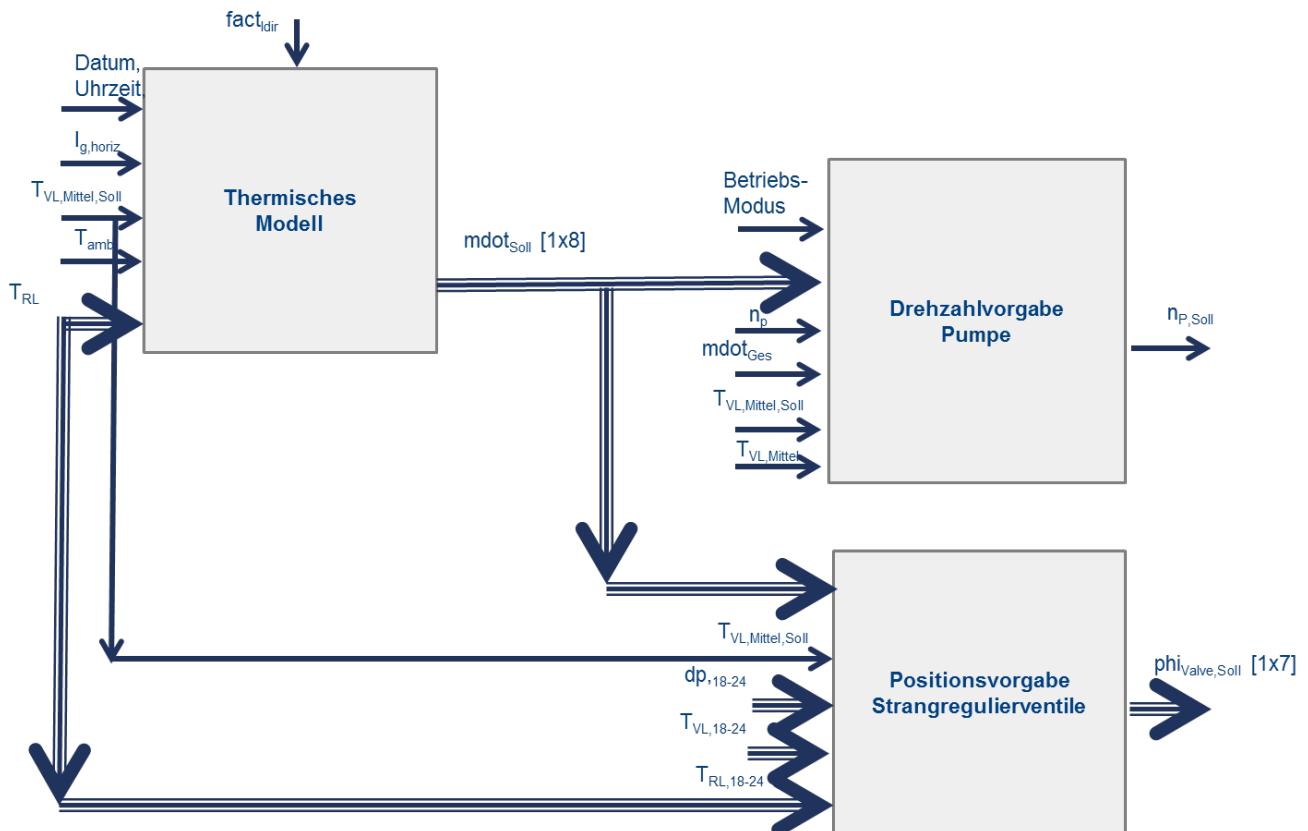 fact_Idir
Datum,
Uhrzeit,
I_g,horiz
T_VL,Mittel,Soll
T_amb
T_RL
Thermisches
Modell
mdot_Soll [1x8]
Betriebs-
Modus
n_p
mdot_Ges
T_VL,Mittel,Soll
T_VL,Mittel
Drehzahlvorgabe
Pumpe
n_P,Soll
T_VL,Mittel,Soll
dp,_18-24
T_VL,18-24
T_RL,18-24
Positionsvorgabe
Strangregulierventile
phi_Valve,Soll [1x7]